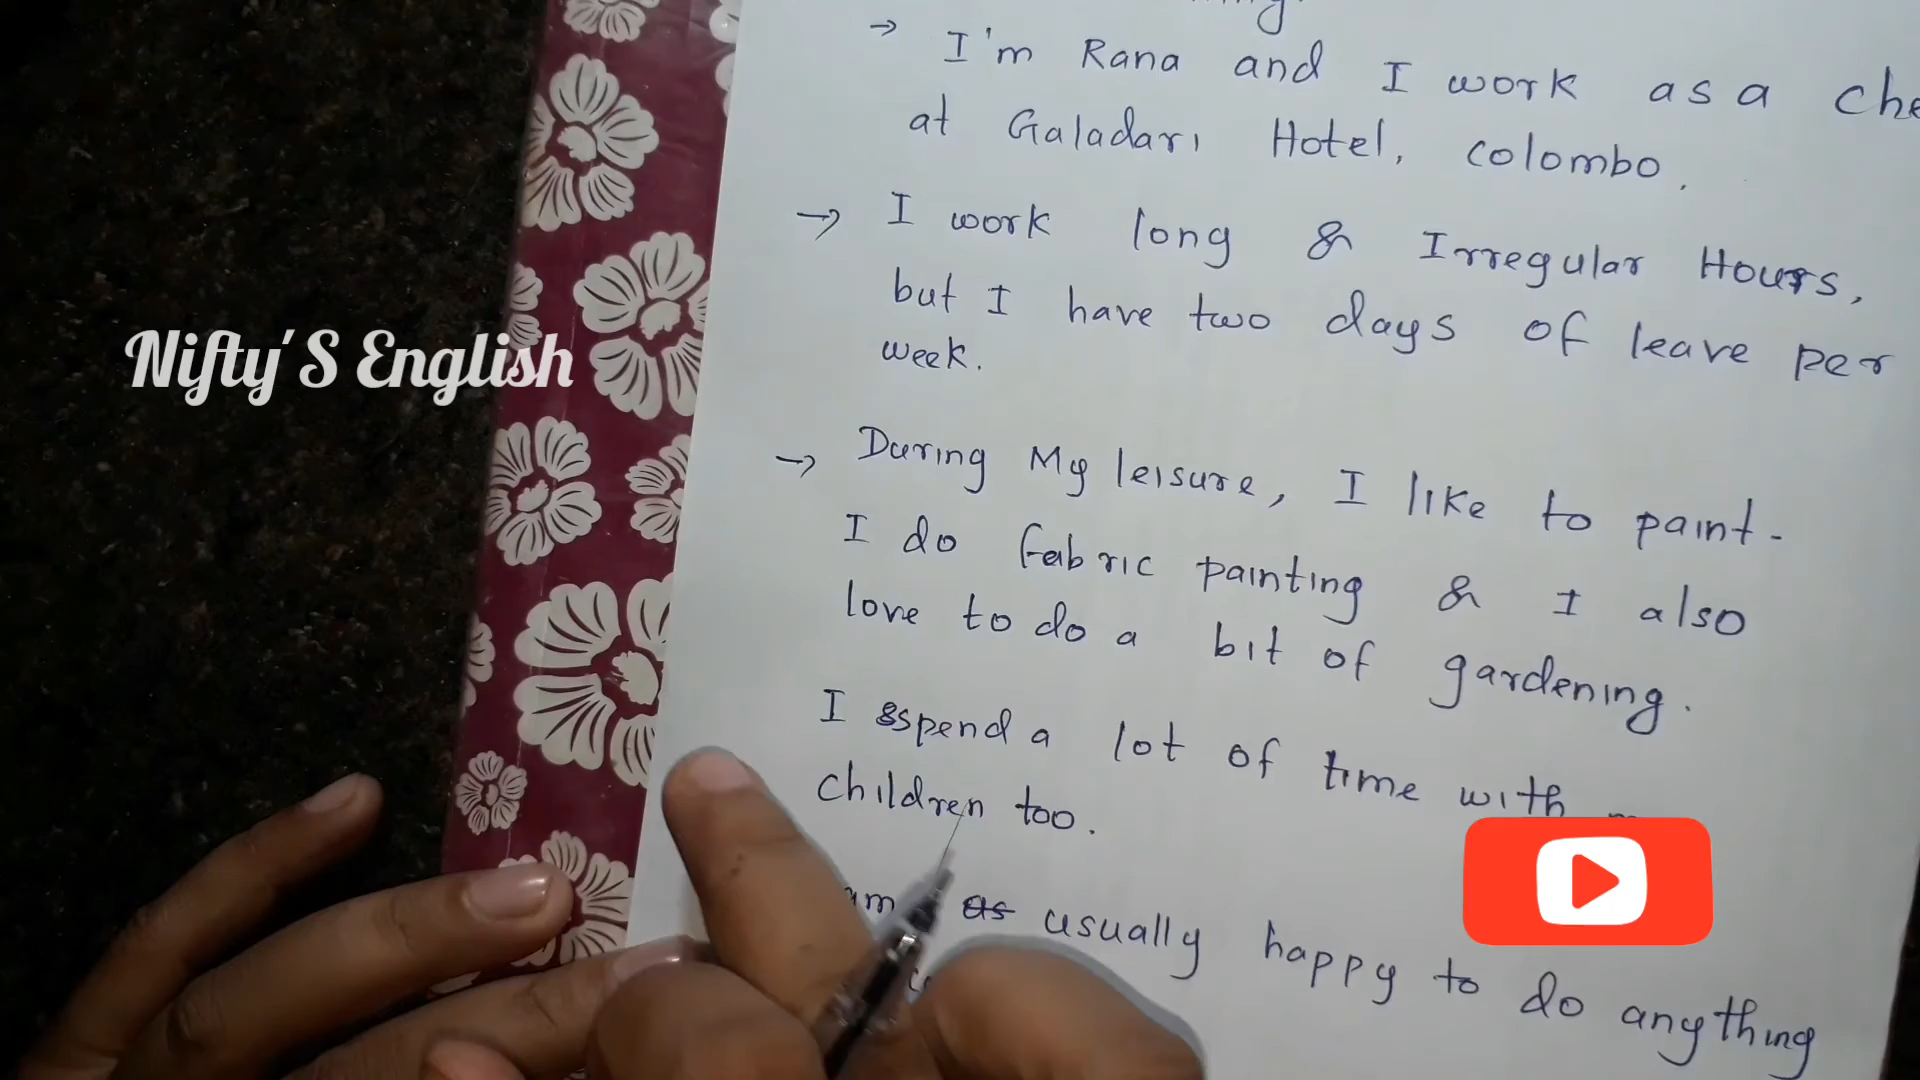 → I'm Rana and I work as a
at Galadari Hotel, colombo.
→ I work long & Irregular Hours,
but I have two days of leave per
week.
→ During My leisure, I like to paint-
I do fabric painting & I also
love to do a bit of gardening.
I spend a lot of time with
children too.
usually happy to do anything
Nifty'S English